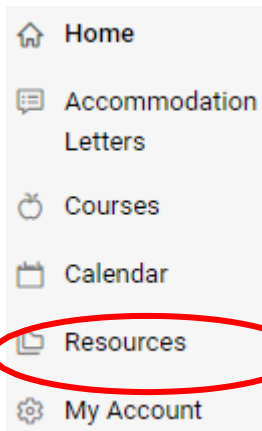 Home
Accommodation
Letters
Courses
Calendar
Resources
My Account